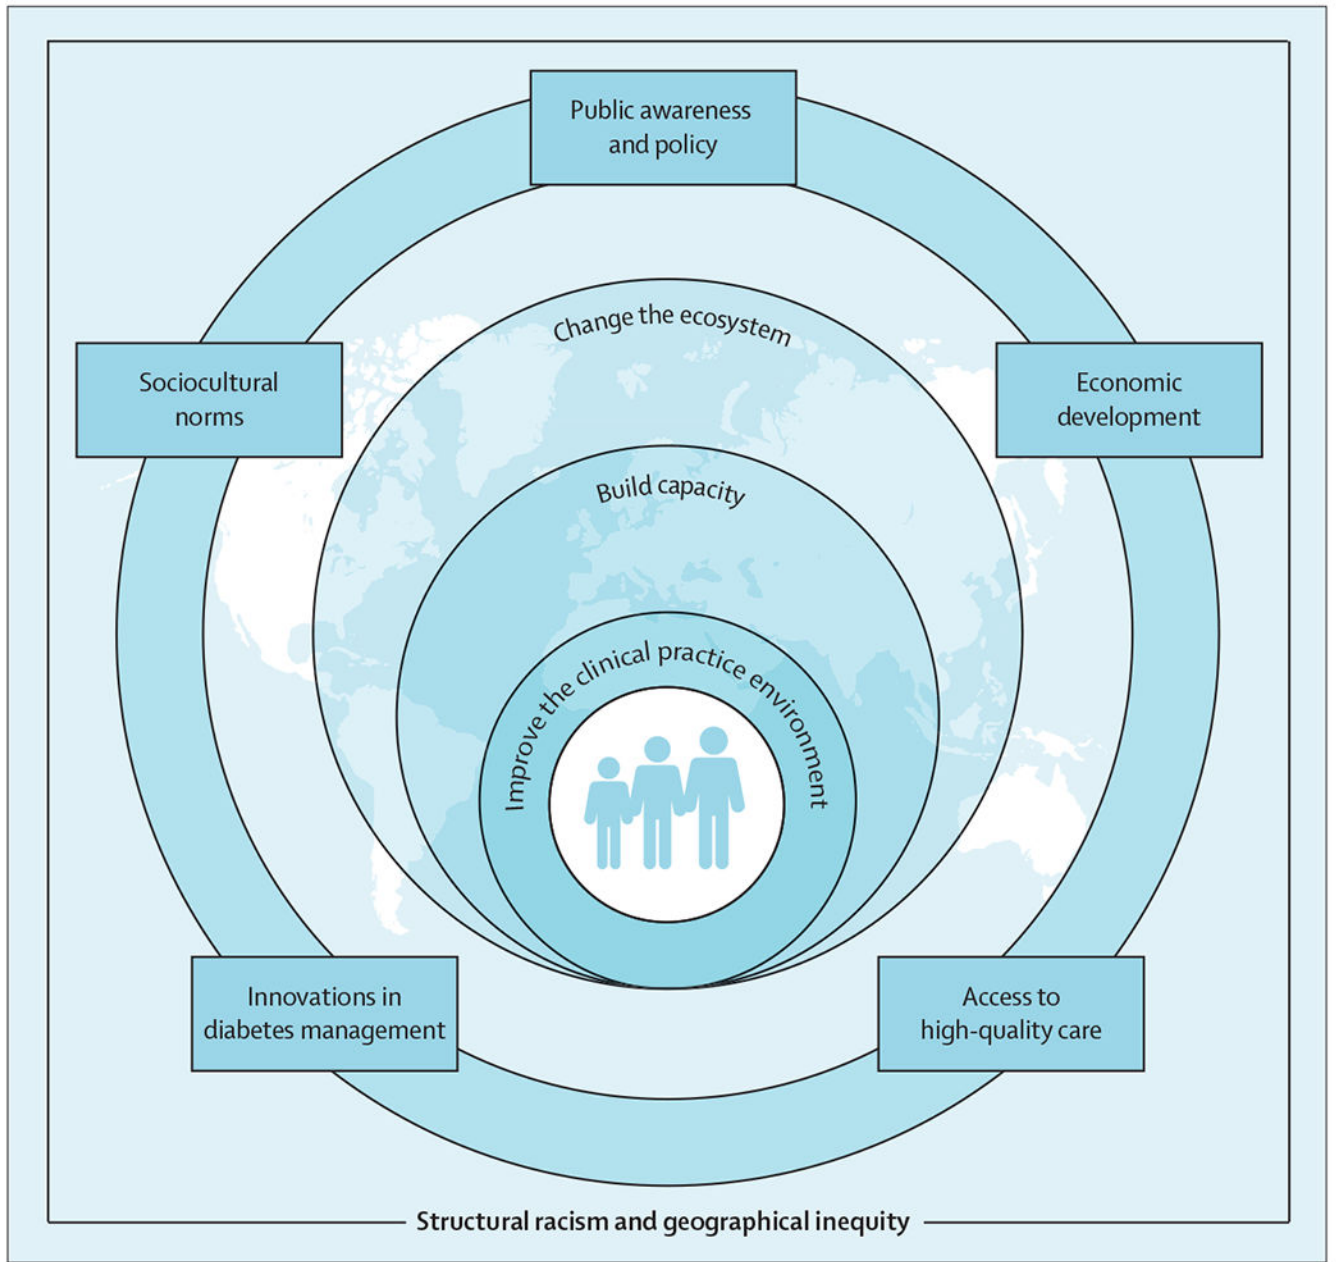 Public awareness
and policy
Change the ecosystem
Sociocultural
norms
Economic
development
Build capacity
Improve the clinical practice environment
Innovations in
diabetes management
Access to
high-quality care
Structural racism and geographical inequity